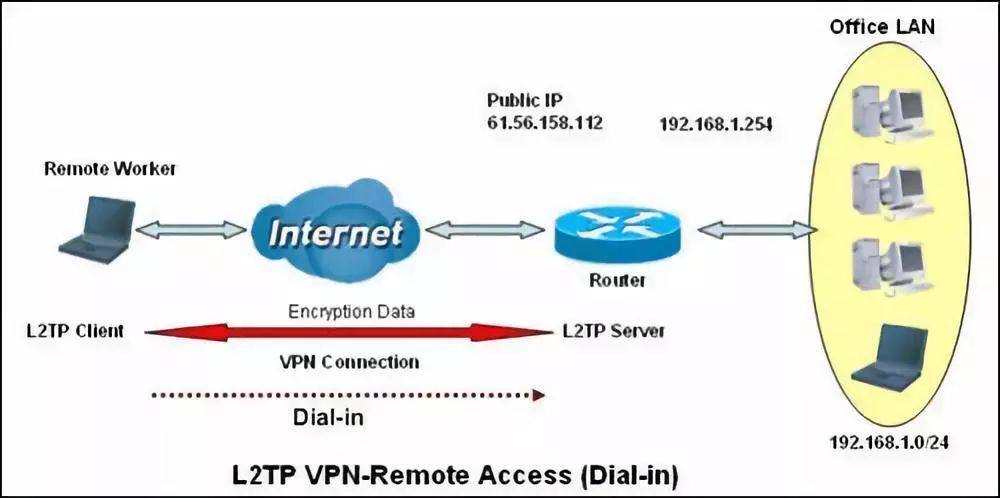 Office LAN
Public IP
61.56.158.112
192.168.1.254
Remote Worker
Internet
Router
Encryption Data
L2TP Client
L2TP Server
VPN Connection
Dial-in
192.168.1.0/24
L2TP VPN-Remote Access (Dial-in)